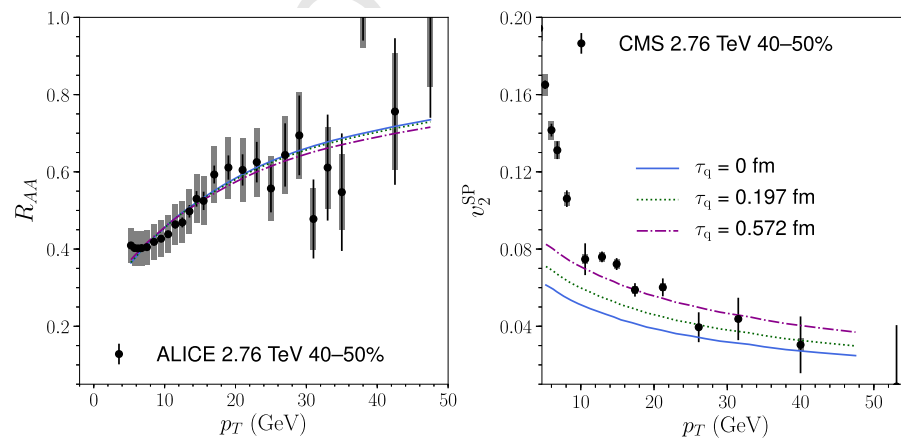 1.0
0.8
0.6
0.4
0.2
R_AA
ALICE 2.76 TeV 40–50%
0 10 20 30 40 50
p_T (GeV)
0.20
0.16
0.12
0.08
0.04
v_2^SP
CMS 2.76 TeV 40–50%
τ_q = 0 fm
τ_q = 0.197 fm
τ_q = 0.572 fm
10 20 30 40 50
p_T (GeV)